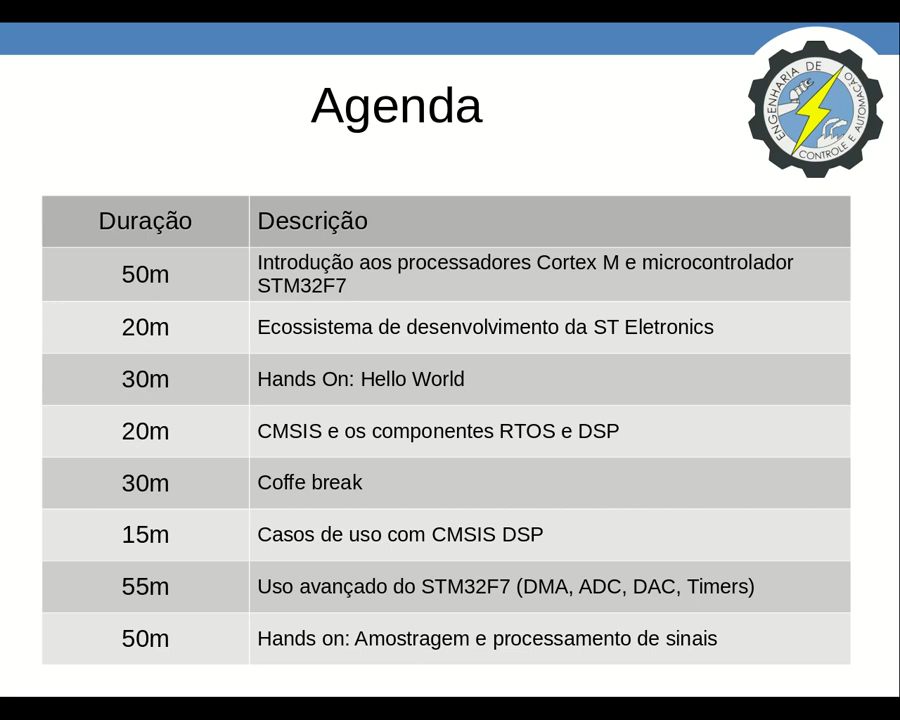 Agenda
ENGENHARIA DE
CONTROLE E AUTOMAÇÃO
Duração Descrição
50m Introdução aos processadores Cortex M e microcontrolador
STM32F7
20m Ecossistema de desenvolvimento da ST Eletronics
30m Hands On: Hello World
20m CMSIS e os componentes RTOS e DSP
30m Coffe break
15m Casos de uso com CMSIS DSP
55m Uso avançado do STM32F7 (DMA, ADC, DAC, Timers)
50m Hands on: Amostragem e processamento de sinais